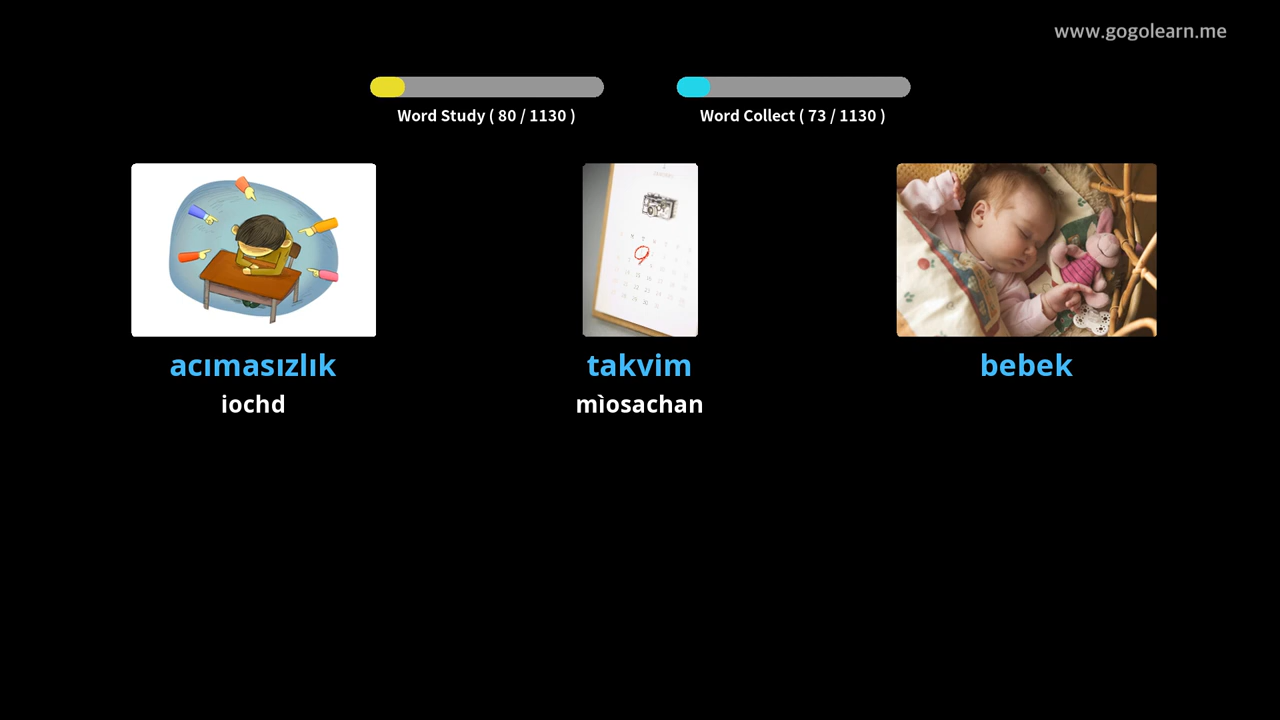 www.gogolearn.me
Word Study ( 80 / 1130 )
Word Collect ( 73 / 1130 )
acımasızlık
takvim
bebek
iochd
mìosachan